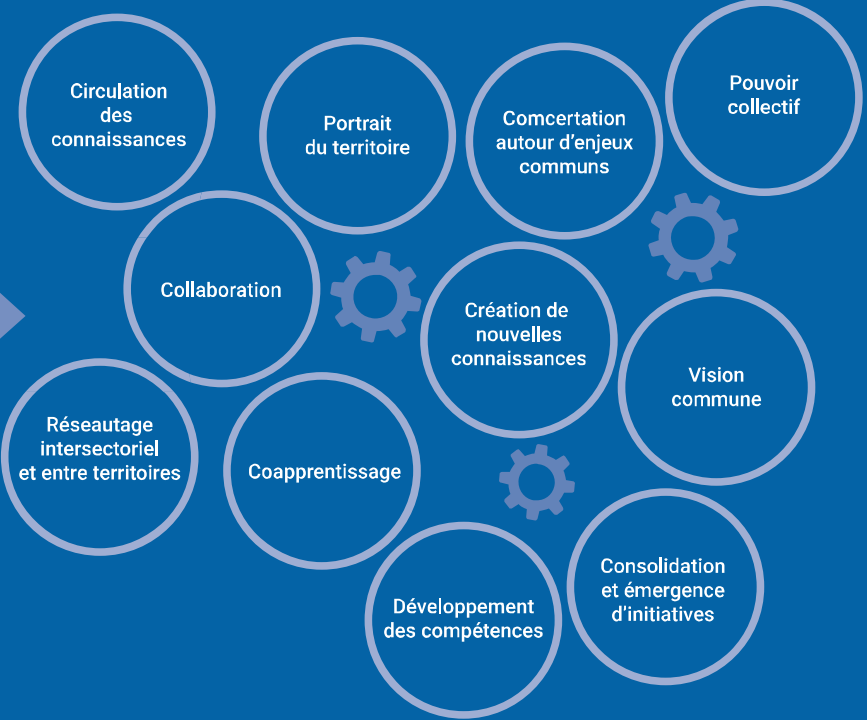 Circulation
des
connaissances
Portrait
du territoire
Comcertation
autour d'enjeux
communs
Pouvoir
collectif
Collaboration
Création de
nouvelles
connaissances
Vision
commune
Réseautage
intersectoriel
et entre territoires
Coapprentissage
Développement
des compétences
Consolidation
et émergence
d'initiatives